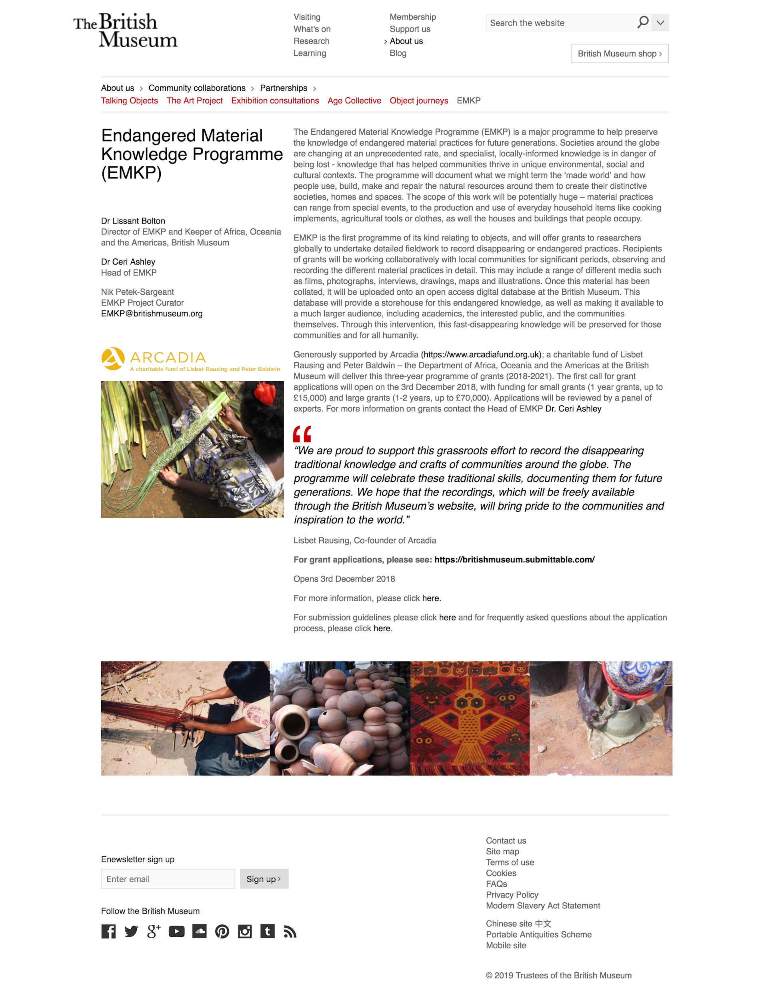 The British
Museum
Visiting
What's on
Research
Learning
Membership
Support us
› About us
Blog
Search the website
British Museum shop ›
About us › Community collaborations › Partnerships ›
Talking Objects The Art Project Exhibition consultations Age Collective Object journeys EMKP
Endangered Material
Knowledge Programme
(EMKP)
Dr Lissant Bolton
Director of EMKP and Keeper of Africa, Oceania
and the Americas, British Museum
Dr Ceri Ashley
Head of EMKP
Nik Petek-Sargeant
EMKP Project Curator
EMKP@britishmuseum.org
ARCADIA
A charitable fund of Lisbet Rausing and Peter Baldwin
The Endangered Material Knowledge Programme (EMKP) is a major programme to help preserve
the knowledge of endangered material practices for future generations. Societies around the globe
are changing at an unprecedented rate, and specialist, locally-informed knowledge is in danger of
being lost - knowledge that has helped communities thrive in unique environmental, social and
cultural contexts. The programme will document what we might term the ‘made world’ and how
people use, build, make and repair the natural resources around them to create their distinctive
societies, homes and spaces. The scope of this work will be potentially huge – material practices
can range from special events, to the production and use of everyday household items like cooking
implements, agricultural tools or clothes, as well the houses and buildings that people occupy.
EMKP is the first programme of its kind relating to objects, and will offer grants to researchers
globally to undertake detailed fieldwork to record disappearing or endangered practices. Recipients
of grants will be working collaboratively with local communities for significant periods, observing and
recording the different material practices in detail. This may include a range of different media such
as films, photographs, interviews, drawings, maps and illustrations. Once this material has been
collated, it will be uploaded onto an open access digital database at the British Museum. This
database will provide a storehouse for this endangered knowledge, as well as making it available to
a much larger audience, including academics, the interested public, and the communities
themselves. Through this intervention, this fast-disappearing knowledge will be preserved for those
communities and for all humanity.
Generously supported by Arcadia (https://www.arcadiafund.org.uk); a charitable fund of Lisbet
Rausing and Peter Baldwin – the Department of Africa, Oceania and the Americas at the British
Museum will deliver this three-year programme of grants (2018-2021). The first call for grant
applications will open on the 3rd December 2018, with funding for small grants (1 year grants, up to
£15,000) and large grants (1-2 years, up to £70,000). Applications will be reviewed by a panel of
experts. For more information on grants contact the Head of EMKP Dr. Ceri Ashley
“We are proud to support this grassroots effort to record the disappearing
traditional knowledge and crafts of communities around the globe. The
programme will celebrate these traditional skills, documenting them for future
generations. We hope that the recordings, which will be freely available
through the British Museum’s website, will bring pride to the communities and
inspiration to the world.”
Lisbet Rausing, Co-founder of Arcadia
For grant applications, please see: https://britishmuseum.submittable.com/
Opens 3rd December 2018
For more information, please click here.
For submission guidelines please click here and for frequently asked questions about the application
process, please click here.
Enewsletter sign up
Enter email
Sign up ›
Follow the British Museum
Contact us
Site map
Terms of use
Cookies
FAQs
Privacy Policy
Modern Slavery Act Statement
Chinese site 中文
Portable Antiquities Scheme
Mobile site
© 2019 Trustees of the British Museum